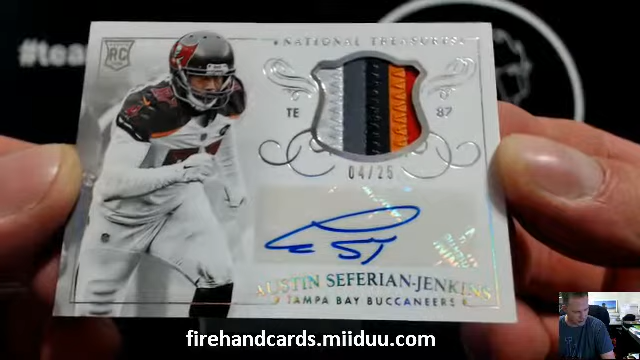 #tea
RC
NATIONAL TREASURES
TE 87
04/25
AUSTIN SEFERIAN-JENKINS
TAMPA BAY BUCCANEERS
firehandcards.miiduu.com